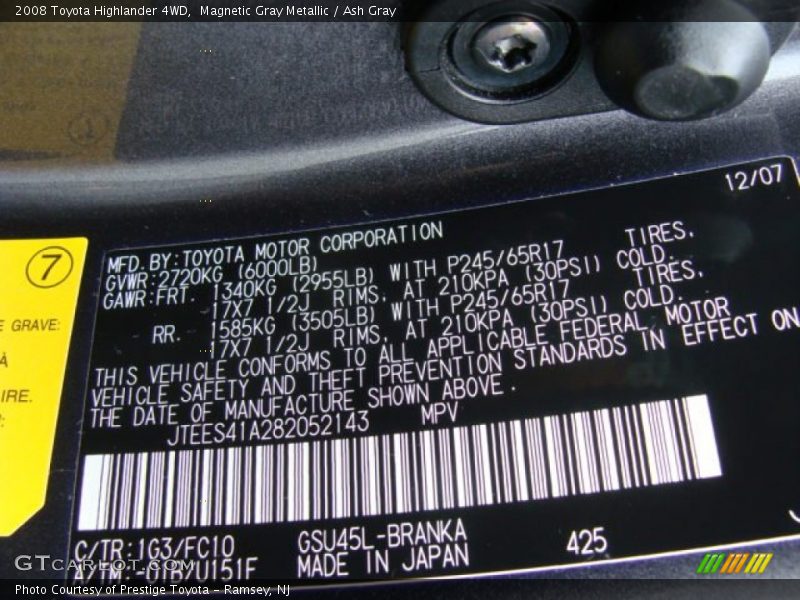 2008 Toyota Highlander 4WD, Magnetic Gray Metallic / Ash Gray
12/07
MFD.BY:TOYOTA MOTOR CORPORATION
GVWR:2720KG (6000LB)
GAWR:FRT. 1340KG (2955LB) WITH P245/65R17 TIRES,
17X7 1/2J RIMS, AT 210KPA (30PSI) COLD.
RR. 1585KG (3505LB) WITH P245/65R17 TIRES,
17X7 1/2J RIMS, AT 210KPA (30PSI) COLD.
THIS VEHICLE CONFORMS TO ALL APPLICABLE FEDERAL MOTOR
VEHICLE SAFETY AND THEFT PREVENTION STANDARDS IN EFFECT ON
THE DATE OF MANUFACTURE SHOWN ABOVE.
JTEES41A282052143 MPV
C/TR:1G3/FC10 GSU45L-BRANKA 425
A/TM:-01B/U151F MADE IN JAPAN
7
E GRAVE:
À
IRE.
GTCARLOT.COM
Photo Courtesy of Prestige Toyota - Ramsey, NJ